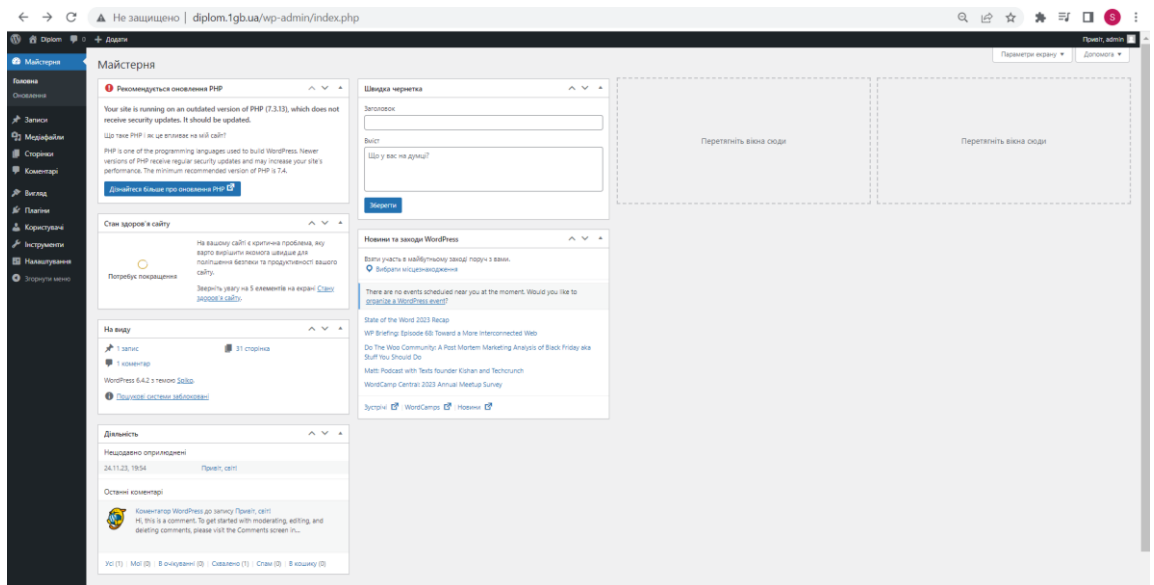 Не защищено | diplom.1gb.ua/wp-admin/index.php
S
Diplom 0 + Додати
Привіт, admin
Майстерня
Головна
Оновлення
Записи
Медіафайли
Сторінки
Коментарі
Вигляд
Плагіни
Користувачі
Інструменти
Налаштування
Згорнути меню
Параметри екрану
Допомога
Майстерня
Рекомендується оновлення PHP
Your site is running on an outdated version of PHP (7.3.13), which does not
receive security updates. It should be updated.
Що таке PHP і як це впливає на мій сайт?
PHP is one of the programming languages used to build WordPress. Newer
versions of PHP receive regular security updates and may increase your site's
performance. The minimum recommended version of PHP is 7.4.
Дізнайтеся більше про оновлення PHP
Стан здоров'я сайту
Потребує покращення
На вашому сайті є критична проблема, яку
варто вирішити якомога швидше для
поліпшення безпеки та продуктивності вашого
сайту.
Зверніть увагу на 5 елементів на екрані Стану
здоров'я сайту.
На виду
1 запис
31 сторінка
1 коментар
WordPress 6.4.2 з темою Spiko.
Пошукові системи заблоковані
Діяльність
Нещодавно оприлюднені
24.11.23, 19:54 Привіт, світ!
Останні коментарі
Коментатор WordPress до запису Привіт, світ!
Hi, this is a comment. To get started with moderating, editing, and
deleting comments, please visit the Comments screen in...
Усі (1) | Мої (0) | В очікуванні (0) | Схвалено (1) | Спам (0) | В кошику (0)
Швидка чернетка
Заголовок
Вміст
Що у вас на думці?
Зберегти
Новини та заходи WordPress
Взяти участь в майбутньому заході поруч з вами.
Вибрати місцезнаходження
There are no events scheduled near you at the moment. Would you like to
organize a WordPress event?
State of the Word 2023 Recap
WP Briefing: Episode 68: Toward a More Interconnected Web
Do The Woo Community: A Post Mortem Marketing Analysis of Black Friday aka
Stuff You Should Do
Matt: Podcast with Texts founder Kishan and Techcrunch
WordCamp Central: 2023 Annual Meetup Survey
Зустрічі | WordCamps | Новини
Перетягніть вікна сюди
Перетягніть вікна сюди